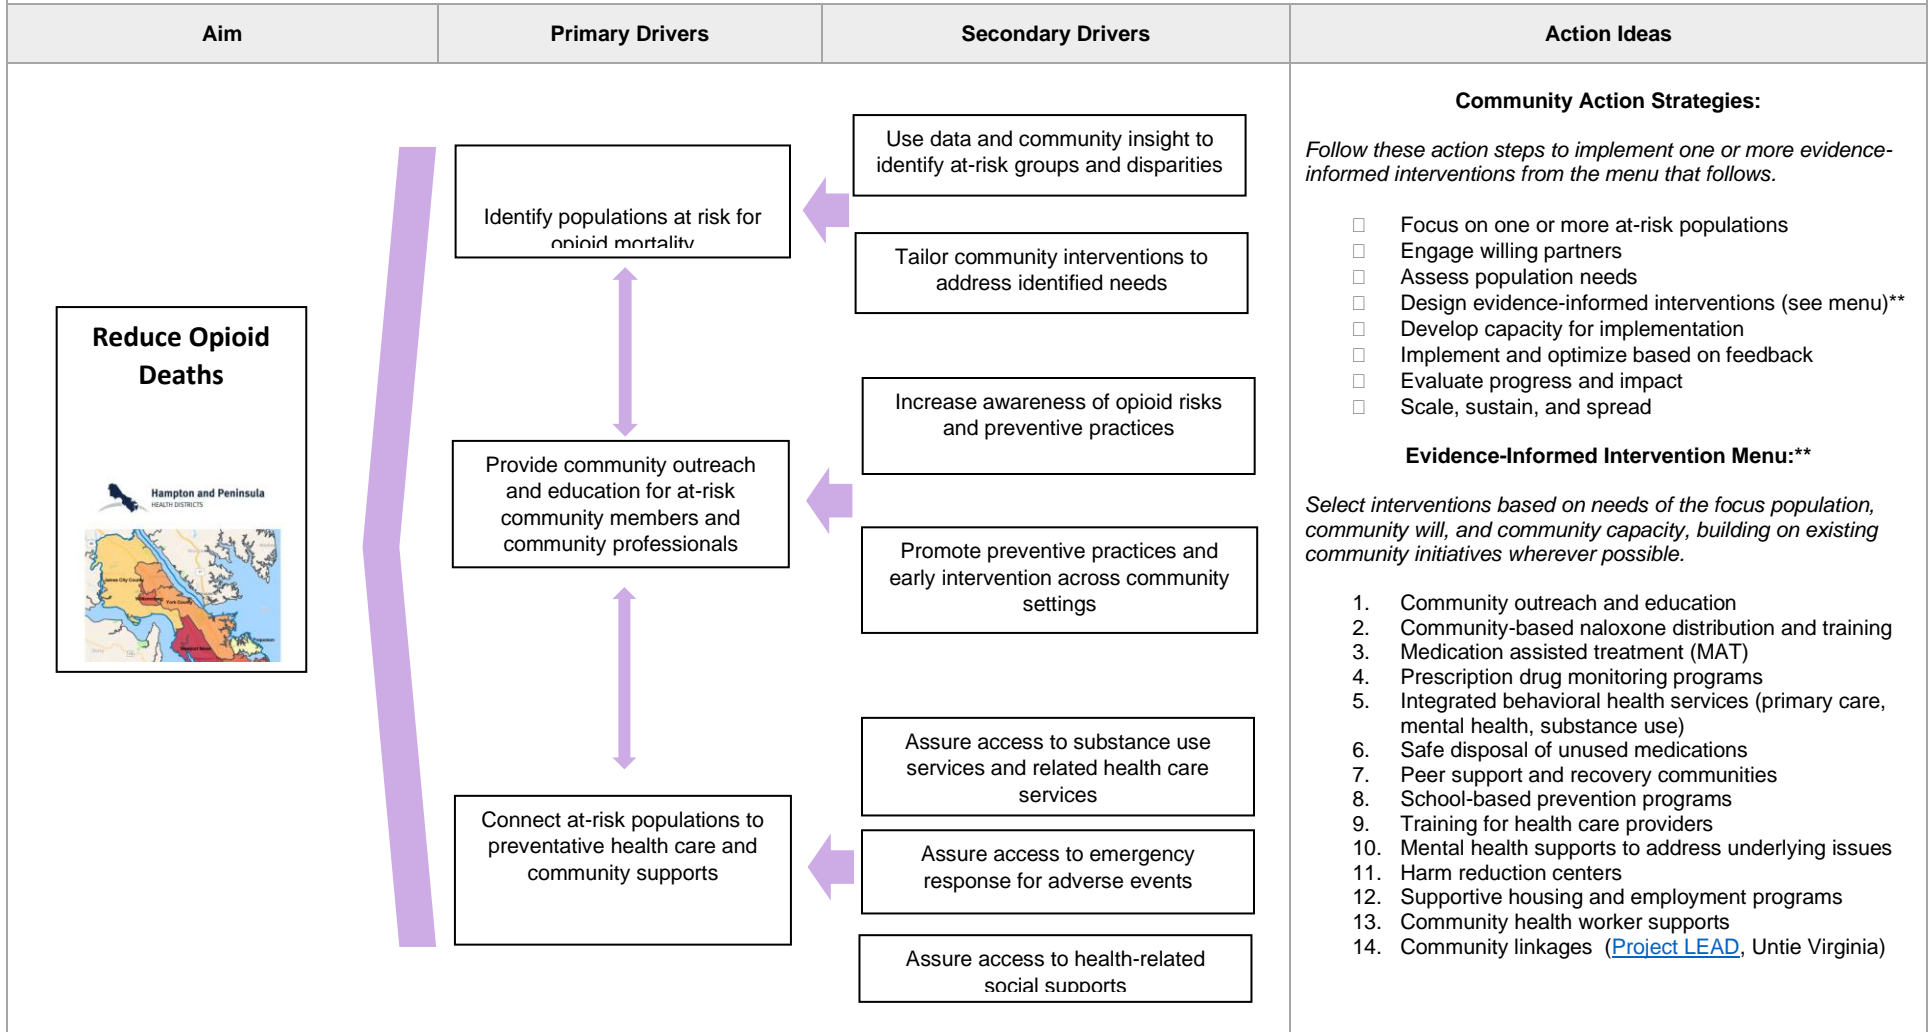 Aim
Primary Drivers
Secondary Drivers
Action Ideas
Reduce Opioid
Deaths
Hampton and Peninsula
HEALTH DISTRICTS
James City County
Williamsburg
York County
Poquoson
Newport News
Identify populations at risk for
opioid mortality
Provide community outreach
and education for at-risk
community members and
community professionals
Connect at-risk populations to
preventative health care and
community supports
Use data and community insight to
identify at-risk groups and disparities
Tailor community interventions to
address identified needs
Increase awareness of opioid risks
and preventive practices
Promote preventive practices and
early intervention across community
settings
Assure access to substance use
services and related health care
services
Assure access to emergency
response for adverse events
Assure access to health-related
social supports
Community Action Strategies:
Follow these action steps to implement one or more evidence-
informed interventions from the menu that follows.
Focus on one or more at-risk populations
Engage willing partners
Assess population needs
Design evidence-informed interventions (see menu)**
Develop capacity for implementation
Implement and optimize based on feedback
Evaluate progress and impact
Scale, sustain, and spread
Evidence-Informed Intervention Menu:**
Select interventions based on needs of the focus population,
community will, and community capacity, building on existing
community initiatives wherever possible.
1. Community outreach and education
2. Community-based naloxone distribution and training
3. Medication assisted treatment (MAT)
4. Prescription drug monitoring programs
5. Integrated behavioral health services (primary care,
mental health, substance use)
6. Safe disposal of unused medications
7. Peer support and recovery communities
8. School-based prevention programs
9. Training for health care providers
10. Mental health supports to address underlying issues
11. Harm reduction centers
12. Supportive housing and employment programs
13. Community health worker supports
14. Community linkages (Project LEAD, Untie Virginia)